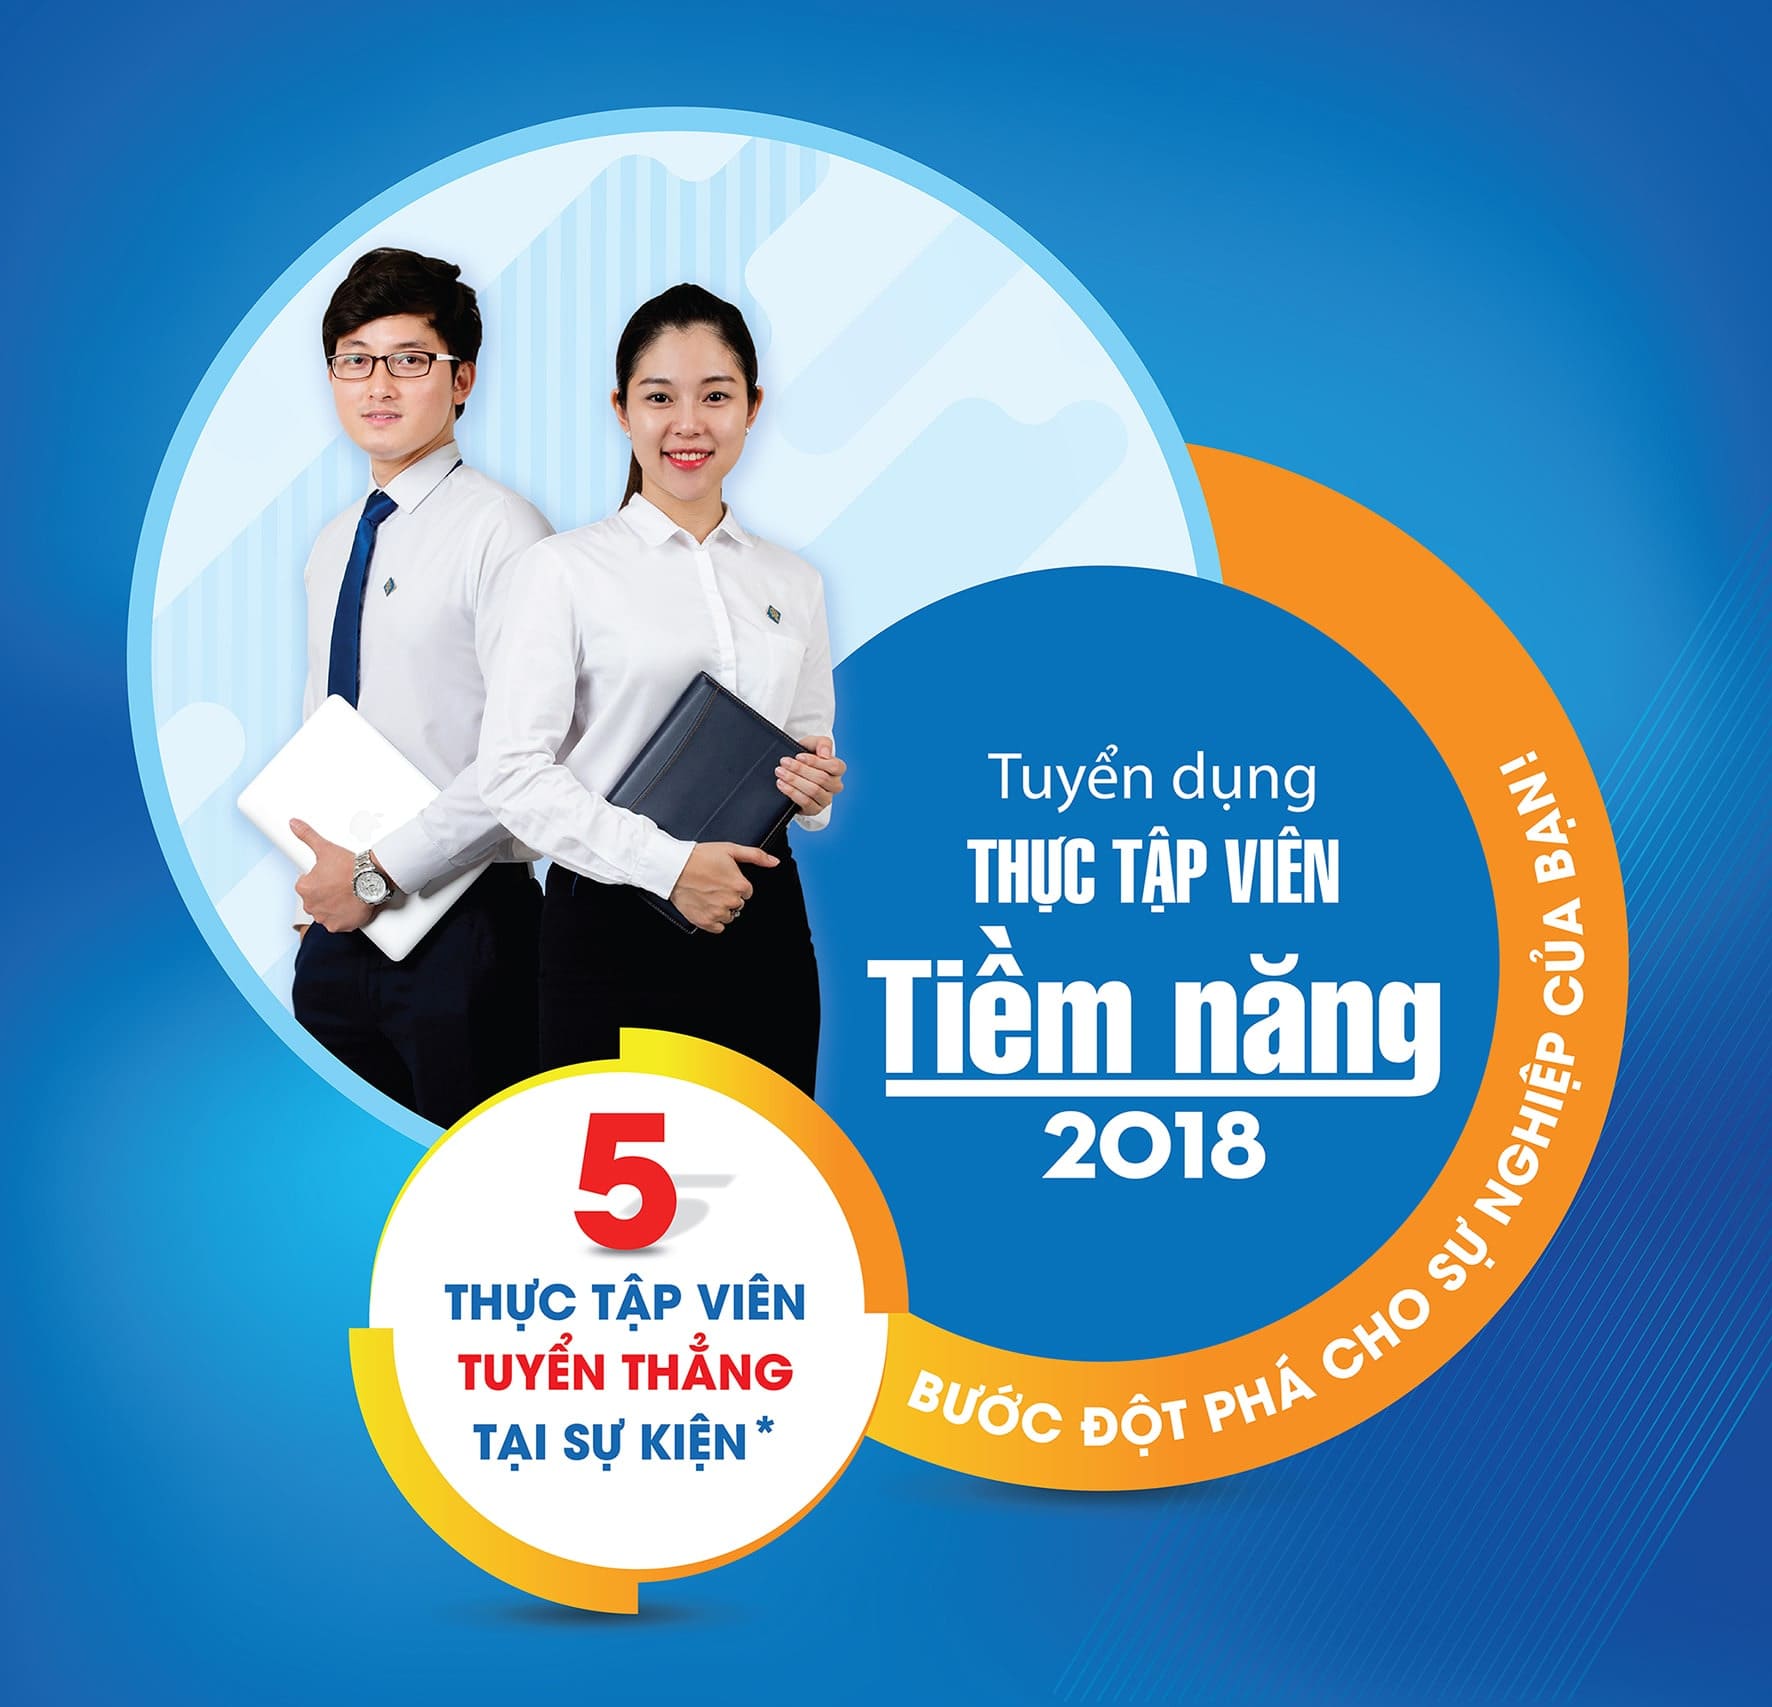 Tuyển dụng
THỰC TẬP VIÊN
Tiềm năng
2018
BƯỚC ĐỘT PHÁ CHO SỰ NGHIỆP CỦA BẠN!
5
THỰC TẬP VIÊN
TUYỂN THẲNG
TẠI SỰ KIỆN*